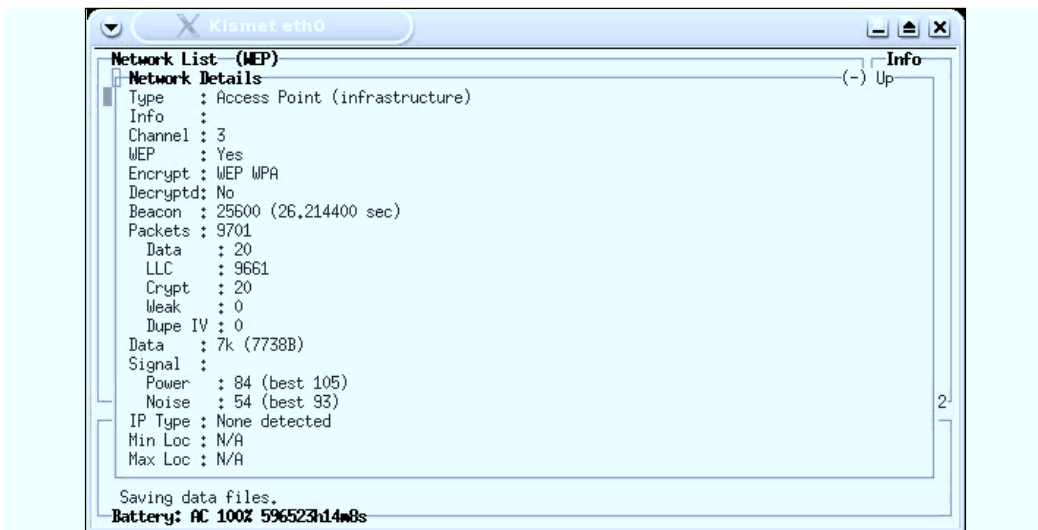 Kismet eth0
Network List (WEP) Info
Network Details (-) Up
Type : Access Point (infrastructure)
Info :
Channel : 3
WEP : Yes
Encrypt : WEP WPA
Decryptd: No
Beacon : 25600 (26.214400 sec)
Packets : 9701
Data : 20
LLC : 9661
Crypt : 20
Weak : 0
Dupe IV : 0
Data : 7k (7738B)
Signal :
Power : 84 (best 105)
Noise : 54 (best 93)
2
IP Type : None detected
Min Loc : N/A
Max Loc : N/A
Saving data files.
Battery: AC 100% 596523h14m8s